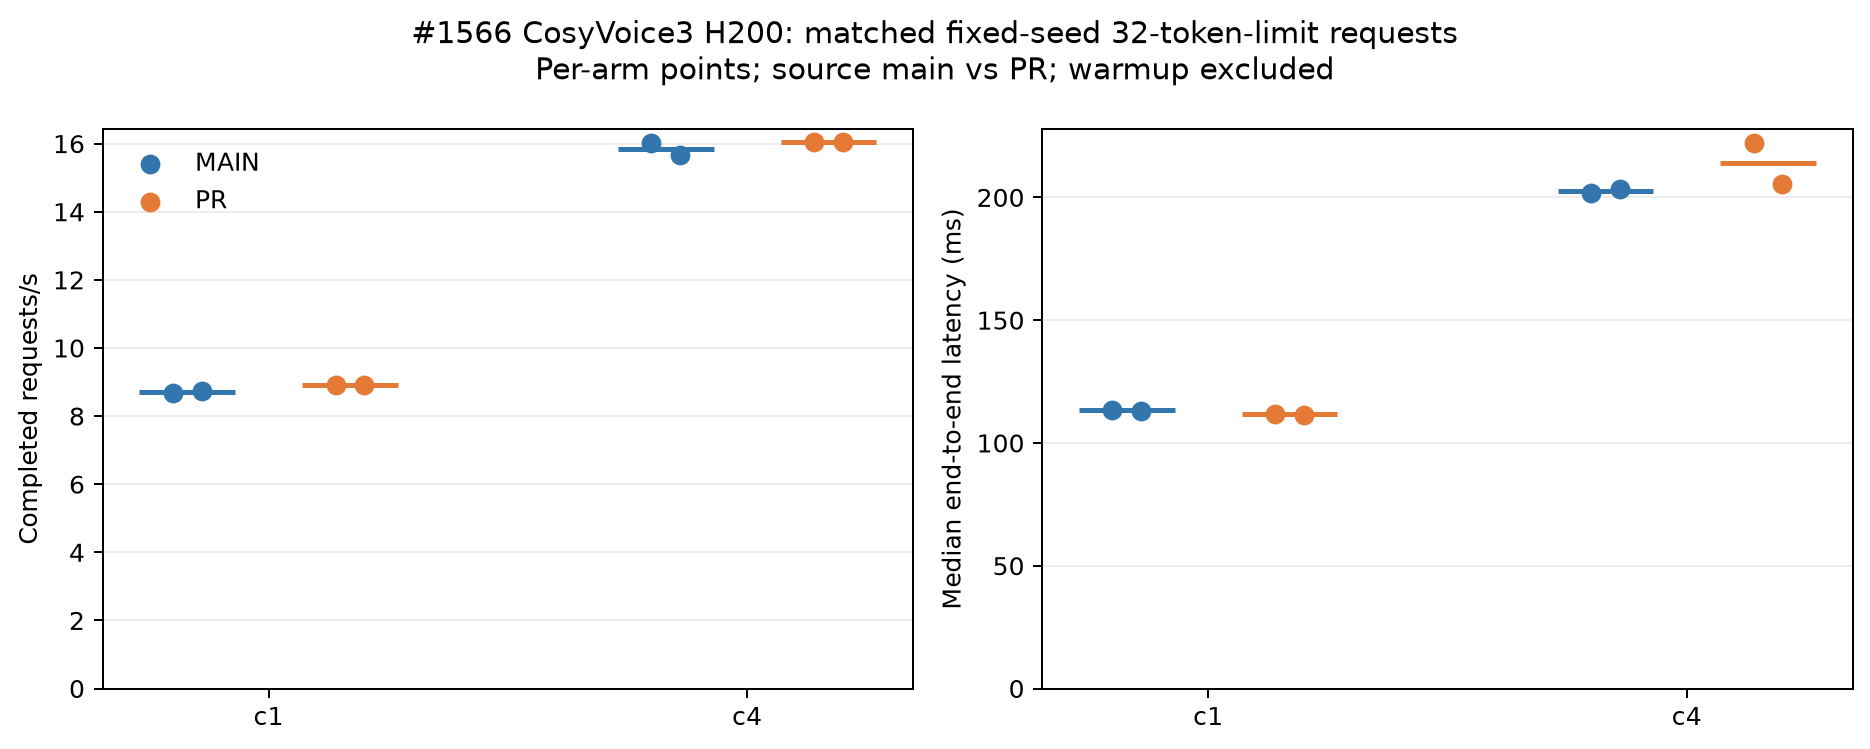 #1566 CosyVoice3 H200: matched fixed-seed 32-token-limit requests
Per-arm points; source main vs PR; warmup excluded
Completed requests/s
16
14
12
10
8
6
4
2
0
MAIN
PR
c1
c4
Median end-to-end latency (ms)
200
150
100
50
0
c1
c4